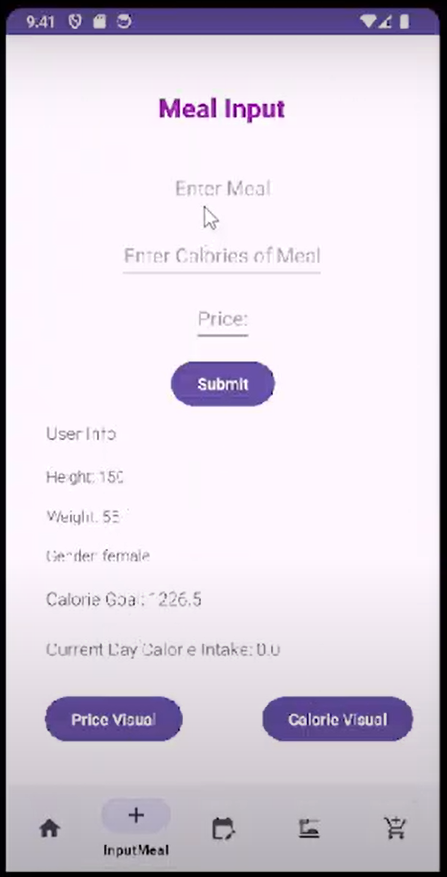 9:41
Meal Input
Enter Meal
Enter Calories of Meal
Price:
Submit
User Info
Height: 150
Weight: 55
Gender: female
Calorie Goal: 1226.5
Current Day Calorie Intake: 0.0
Price Visual
Calorie Visual
InputMeal